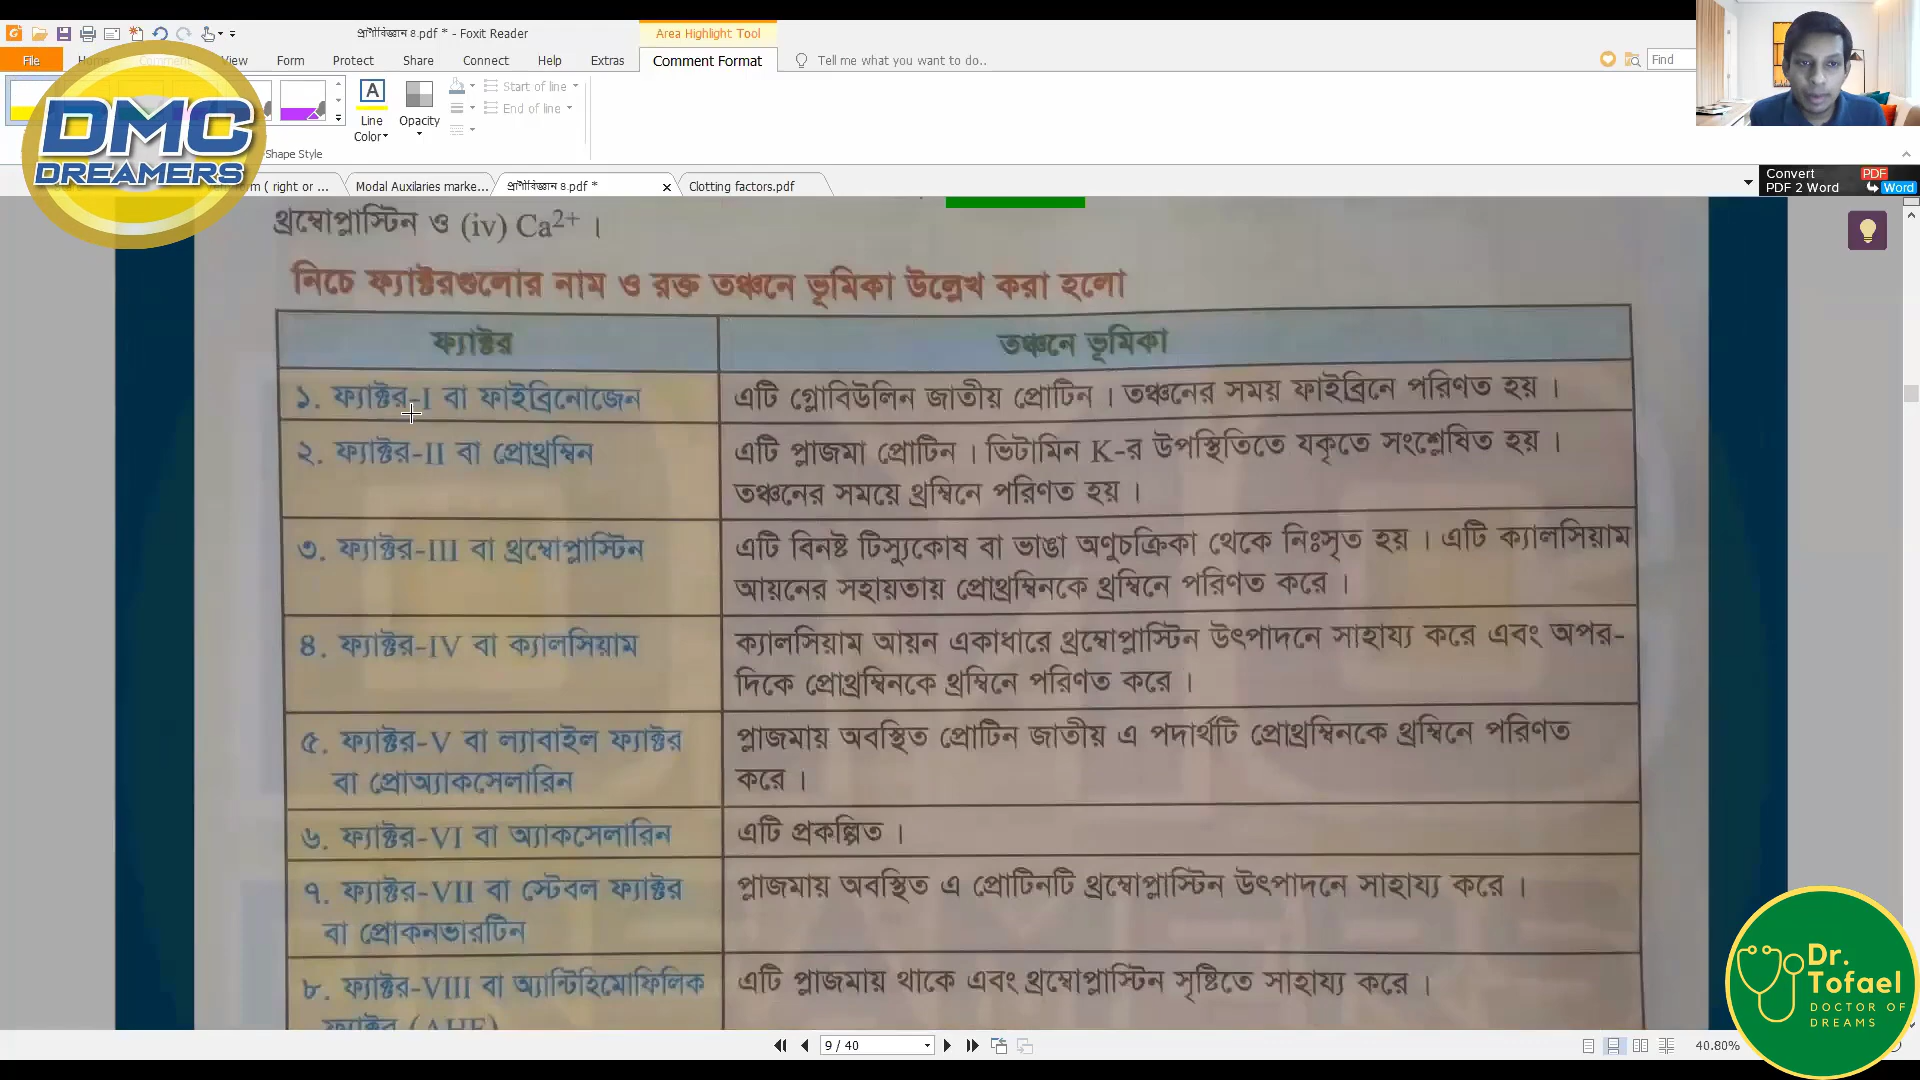 প্রাণীবিজ্ঞান ৪.pdf * - Foxit Reader
Area Highlight Tool
File
View
Form
Protect
Share
Connect
Help
Extras
Comment Format
Tell me what you want to do..
Find
Line Color
Opacity
Start of line
End of line
Shape Style
DMC
DREAMERS
( right or ...
Modal Auxilaries marke...
প্রাণীবিজ্ঞান ৪.pdf *
Clotting factors.pdf
Convert PDF
PDF 2 Word
Word
থ্রম্বোপ্লাস্টিন ও (iv) Ca2+ ।
নিচে ফ্যাক্টরগুলোর নাম ও রক্ত তঞ্চনে ভূমিকা উল্লেখ করা হলো
ফ্যাক্টর
তঞ্চনে ভূমিকা
১. ফ্যাক্টর-I বা ফাইব্রিনোজেন
এটি গ্লোবিউলিন জাতীয় প্রোটিন। তঞ্চনের সময় ফাইব্রিনে পরিণত হয়।
২. ফ্যাক্টর-II বা প্রোথ্রম্বিন
এটি প্লাজমা প্রোটিন। ভিটামিন K-র উপস্থিতিতে যকৃতে সংশ্লেষিত হয়।
তঞ্চনের সময়ে থ্রম্বিনে পরিণত হয়।
৩. ফ্যাক্টর-III বা থ্রম্বোপ্লাস্টিন
এটি বিনষ্ট টিস্যুকোষ বা ভাঙা অণুচক্রিকা থেকে নিঃসৃত হয়। এটি ক্যালসিয়াম
আয়নের সহায়তায় প্রোথ্রম্বিনকে থ্রম্বিনে পরিণত করে।
৪. ফ্যাক্টর-IV বা ক্যালসিয়াম
ক্যালসিয়াম আয়ন একাধারে থ্রম্বোপ্লাস্টিন উৎপাদনে সাহায্য করে এবং অপর-
দিকে প্রোথ্রম্বিনকে থ্রম্বিনে পরিণত করে।
৫. ফ্যাক্টর-V বা ল্যাবাইল ফ্যাক্টর
বা প্রোঅ্যাকসেলারিন
প্লাজমায় অবস্থিত প্রোটিন জাতীয় এ পদার্থটি প্রোথ্রম্বিনকে থ্রম্বিনে পরিণত
করে।
৬. ফ্যাক্টর-VI বা অ্যাকসেলারিন
এটি প্রকল্পিত।
৭. ফ্যাক্টর-VII বা স্টেবল ফ্যাক্টর
বা প্রোকনভারটিন
প্লাজমায় অবস্থিত এ প্রোটিনটি থ্রম্বোপ্লাস্টিন উৎপাদনে সাহায্য করে।
৮. ফ্যাক্টর-VIII বা অ্যান্টিহিমোফিলিক
ফ্যাক্টর (AHF)
এটি প্লাজমায় থাকে এবং থ্রম্বোপ্লাস্টিন সৃষ্টিতে সাহায্য করে।
Dr.
Tofael
DOCTOR OF
DREAMS
9 / 40
40.80%